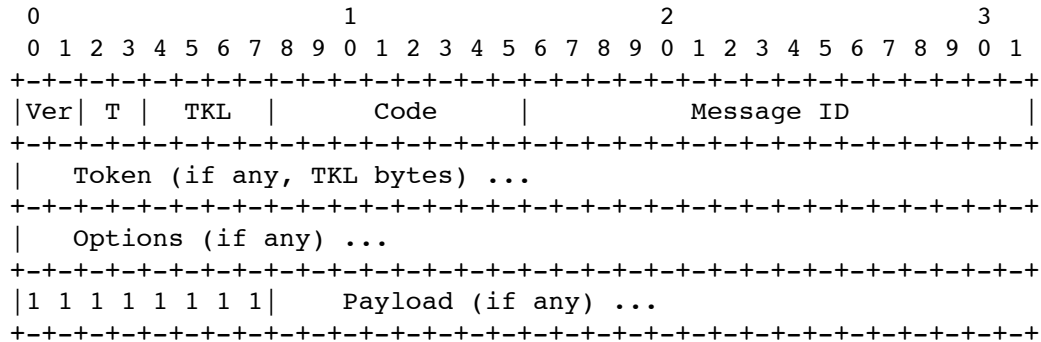 0                   1                   2                   3
 0 1 2 3 4 5 6 7 8 9 0 1 2 3 4 5 6 7 8 9 0 1 2 3 4 5 6 7 8 9 0 1
+-+-+-+-+-+-+-+-+-+-+-+-+-+-+-+-+-+-+-+-+-+-+-+-+-+-+-+-+-+-+-+-+
|Ver| T |  TKL  |      Code     |          Message ID           |
+-+-+-+-+-+-+-+-+-+-+-+-+-+-+-+-+-+-+-+-+-+-+-+-+-+-+-+-+-+-+-+-+
|   Token (if any, TKL bytes) ...
+-+-+-+-+-+-+-+-+-+-+-+-+-+-+-+-+-+-+-+-+-+-+-+-+-+-+-+-+-+-+-+-+
|   Options (if any) ...
+-+-+-+-+-+-+-+-+-+-+-+-+-+-+-+-+-+-+-+-+-+-+-+-+-+-+-+-+-+-+-+-+
|1 1 1 1 1 1 1 1|    Payload (if any) ...
+-+-+-+-+-+-+-+-+-+-+-+-+-+-+-+-+-+-+-+-+-+-+-+-+-+-+-+-+-+-+-+-+